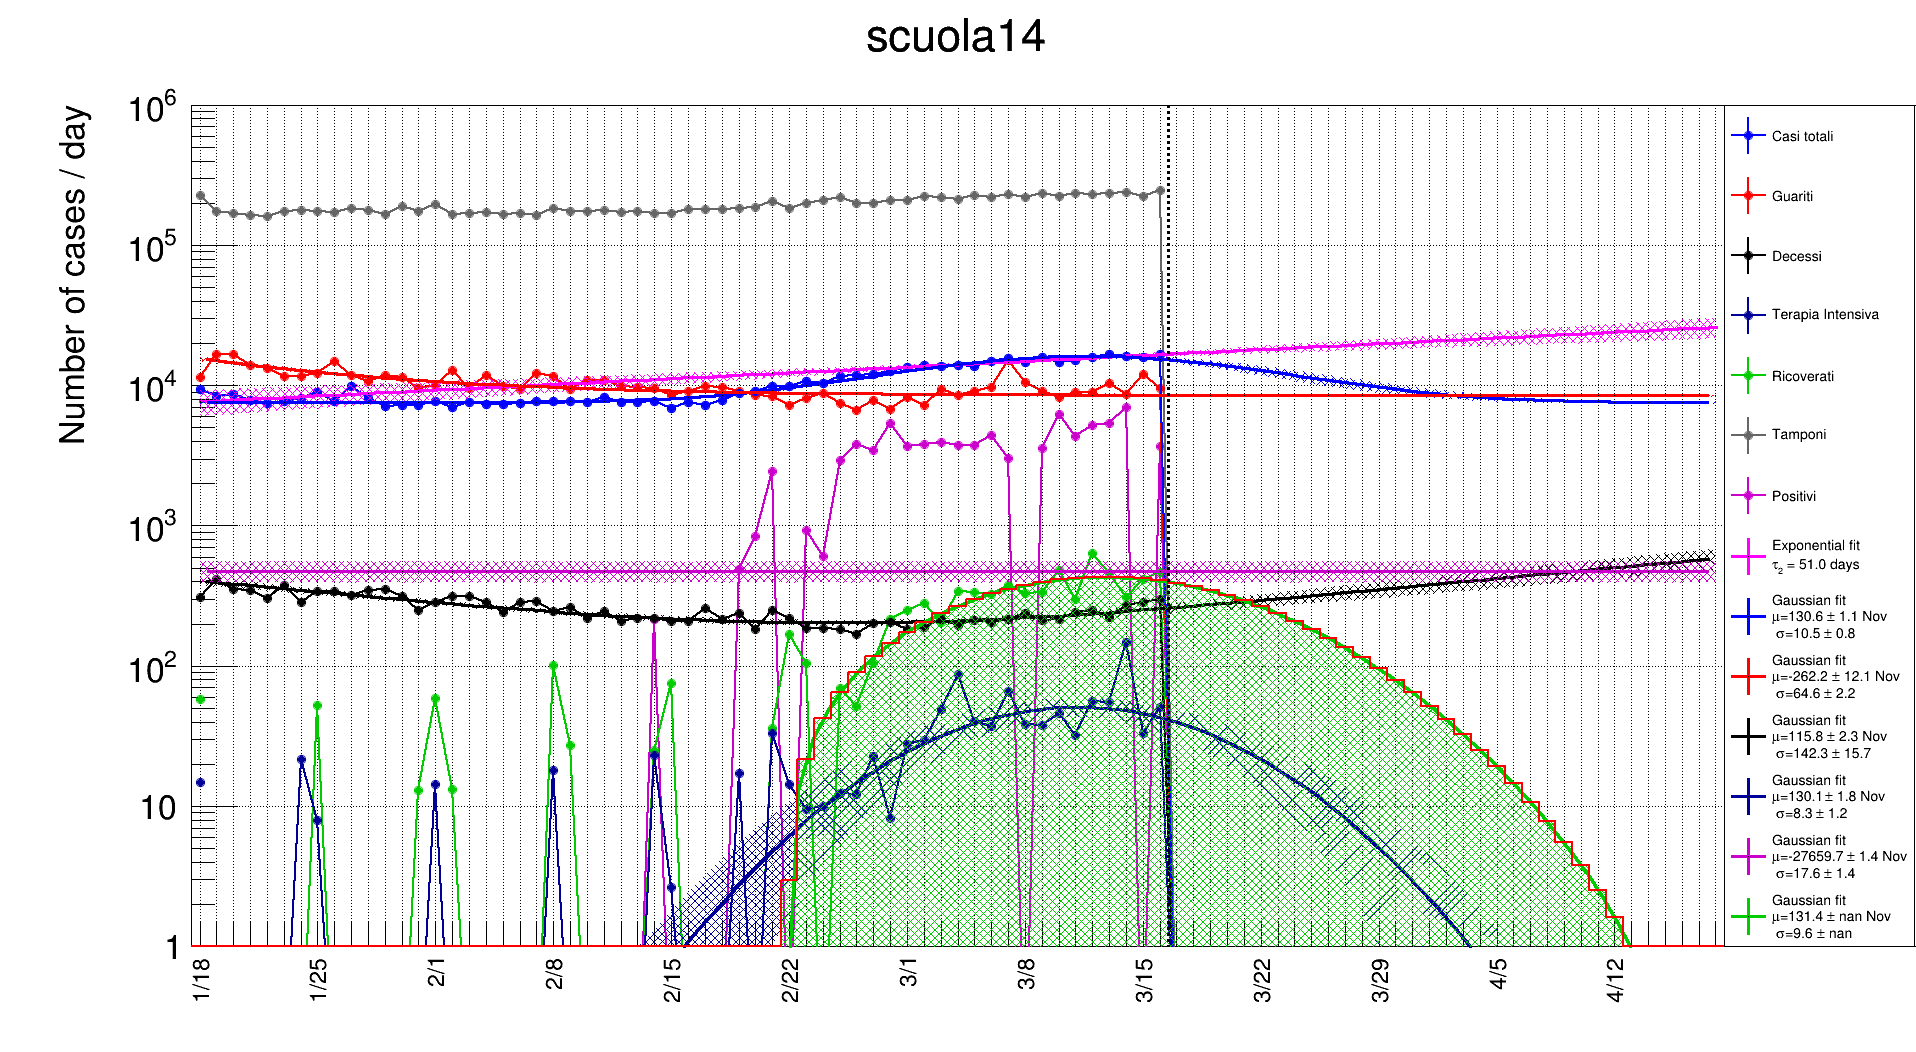 scuola14
Number of cases / day
10^6
10^5
10^4
10^3
10^2
10
1
1/18
1/25
2/1
2/8
2/15
2/22
3/1
3/8
3/15
3/22
3/29
4/5
4/12
Casi totali
Guariti
Decessi
Terapia Intensiva
Ricoverati
Tamponi
Positivi
Exponential fit
τ₂ = 51.0 days
Gaussian fit
μ=130.6 ± 1.1 Nov
σ=10.5 ± 0.8
Gaussian fit
μ=-262.2 ± 12.1 Nov
σ=64.6 ± 2.2
Gaussian fit
μ=115.8 ± 2.3 Nov
σ=142.3 ± 15.7
Gaussian fit
μ=130.1 ± 1.8 Nov
σ=8.3 ± 1.2
Gaussian fit
μ=-27659.7 ± 1.4 Nov
σ=17.6 ± 1.4
Gaussian fit
μ=131.4 ± nan Nov
σ=9.6 ± nan